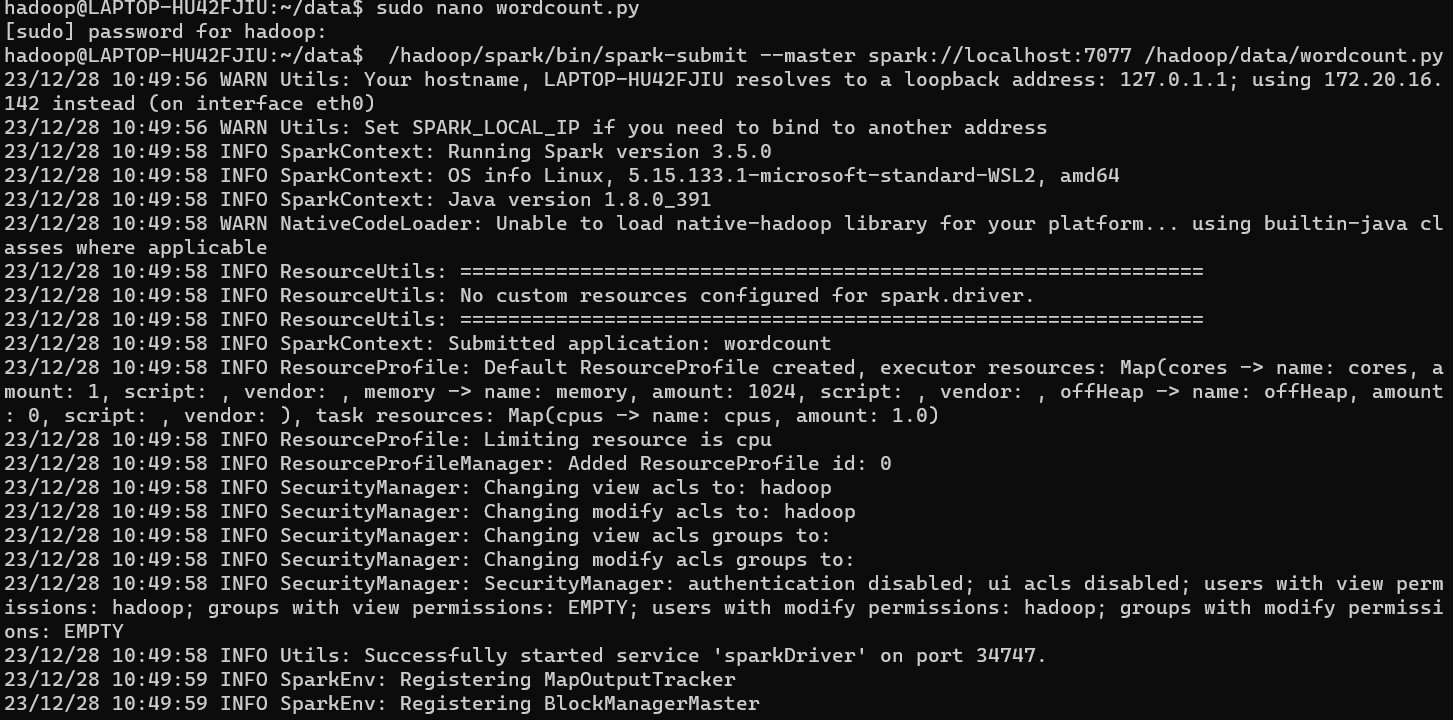 hadoop@LAPTOP-HU42FJIU:~/data$ sudo nano wordcount.py
[sudo] password for hadoop:
hadoop@LAPTOP-HU42FJIU:~/data$  /hadoop/spark/bin/spark-submit --master spark://localhost:7077 /hadoop/data/wordcount.py
23/12/28 10:49:56 WARN Utils: Your hostname, LAPTOP-HU42FJIU resolves to a loopback address: 127.0.1.1; using 172.20.16.
142 instead (on interface eth0)
23/12/28 10:49:56 WARN Utils: Set SPARK_LOCAL_IP if you need to bind to another address
23/12/28 10:49:58 INFO SparkContext: Running Spark version 3.5.0
23/12/28 10:49:58 INFO SparkContext: OS info Linux, 5.15.133.1-microsoft-standard-WSL2, amd64
23/12/28 10:49:58 INFO SparkContext: Java version 1.8.0_391
23/12/28 10:49:58 WARN NativeCodeLoader: Unable to load native-hadoop library for your platform... using builtin-java cl
asses where applicable
23/12/28 10:49:58 INFO ResourceUtils: ==============================================================
23/12/28 10:49:58 INFO ResourceUtils: No custom resources configured for spark.driver.
23/12/28 10:49:58 INFO ResourceUtils: ==============================================================
23/12/28 10:49:58 INFO SparkContext: Submitted application: wordcount
23/12/28 10:49:58 INFO ResourceProfile: Default ResourceProfile created, executor resources: Map(cores -> name: cores, a
mount: 1, script: , vendor: , memory -> name: memory, amount: 1024, script: , vendor: , offHeap -> name: offHeap, amount
: 0, script: , vendor: ), task resources: Map(cpus -> name: cpus, amount: 1.0)
23/12/28 10:49:58 INFO ResourceProfile: Limiting resource is cpu
23/12/28 10:49:58 INFO ResourceProfileManager: Added ResourceProfile id: 0
23/12/28 10:49:58 INFO SecurityManager: Changing view acls to: hadoop
23/12/28 10:49:58 INFO SecurityManager: Changing modify acls to: hadoop
23/12/28 10:49:58 INFO SecurityManager: Changing view acls groups to:
23/12/28 10:49:58 INFO SecurityManager: Changing modify acls groups to:
23/12/28 10:49:58 INFO SecurityManager: SecurityManager: authentication disabled; ui acls disabled; users with view perm
issions: hadoop; groups with view permissions: EMPTY; users with modify permissions: hadoop; groups with modify permissi
ons: EMPTY
23/12/28 10:49:58 INFO Utils: Successfully started service 'sparkDriver' on port 34747.
23/12/28 10:49:59 INFO SparkEnv: Registering MapOutputTracker
23/12/28 10:49:59 INFO SparkEnv: Registering BlockManagerMaster